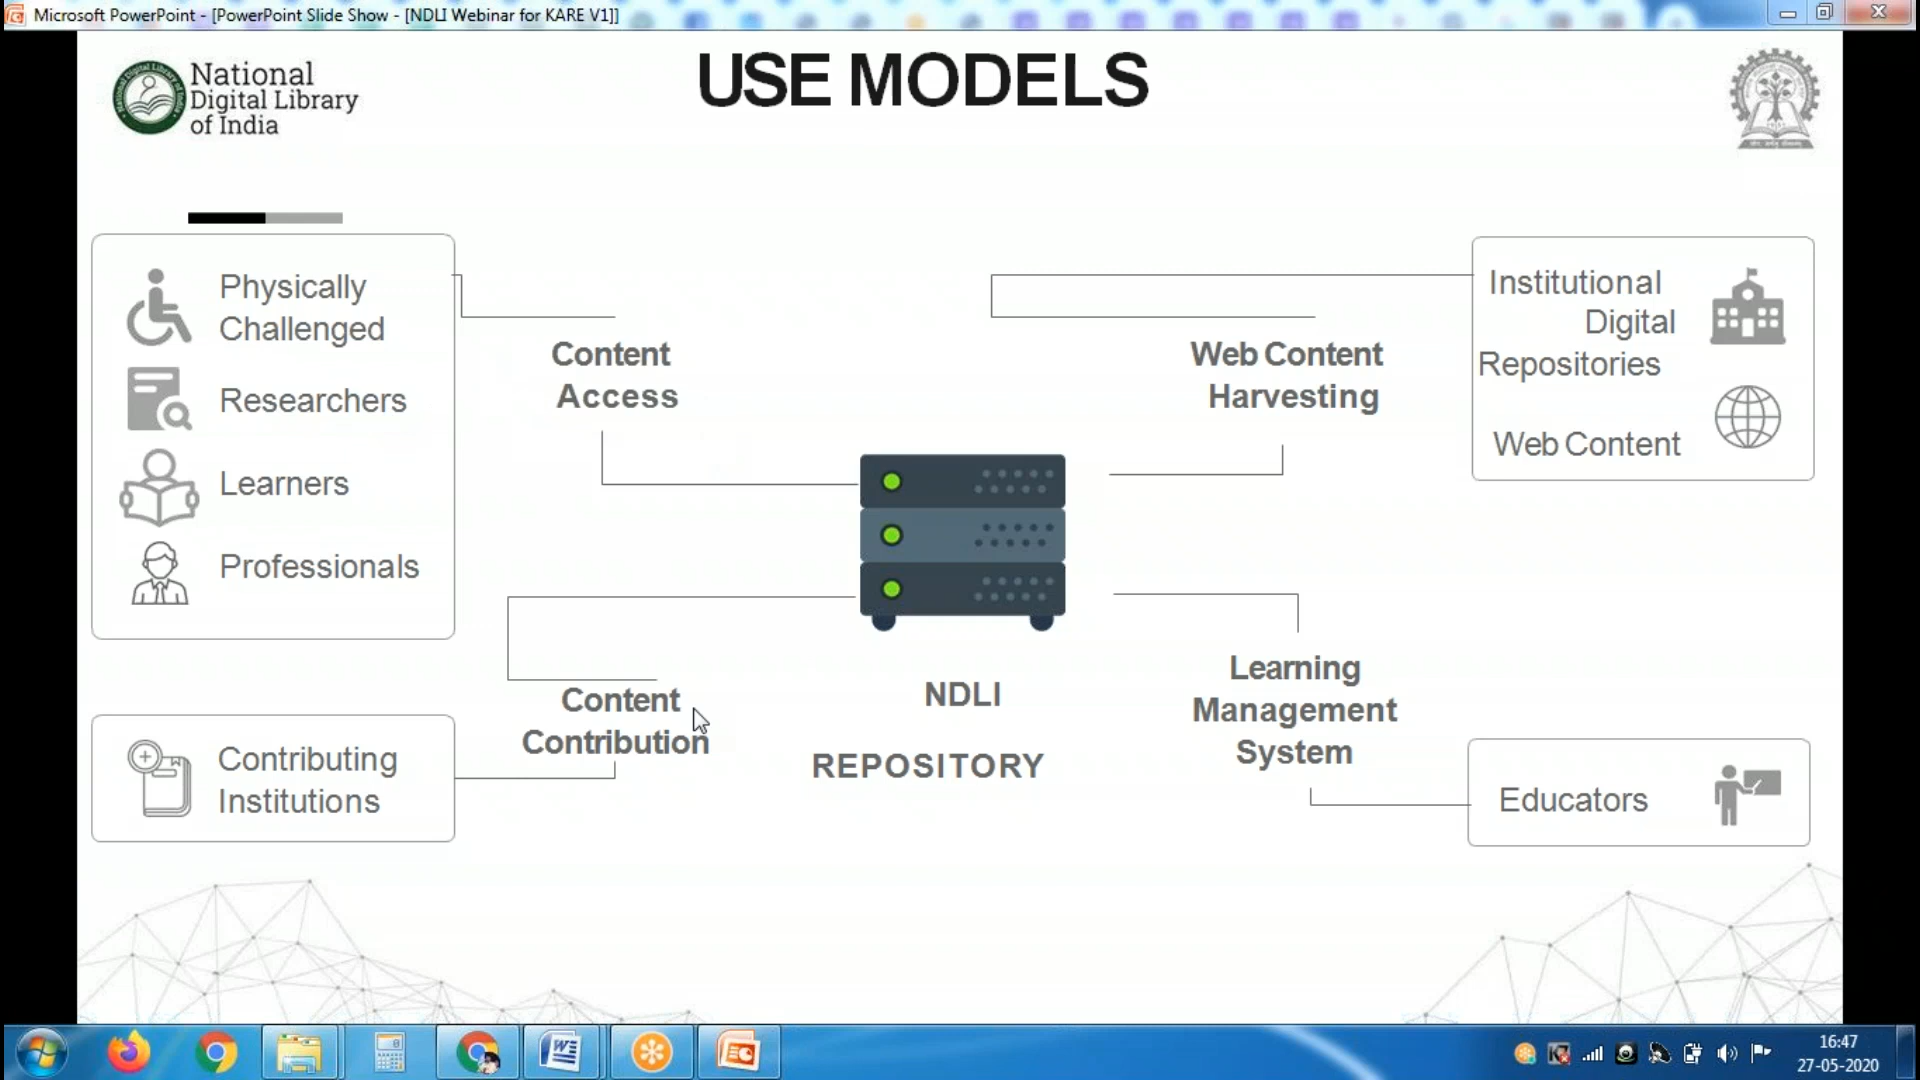 Microsoft PowerPoint - [PowerPoint Slide Show - [NDLI Webinar for KARE V1]]
National
Digital Library
of India
USE MODELS
Physically
Challenged
Researchers
Learners
Professionals
Content
Access
Web Content
Harvesting
Institutional
Digital
Repositories
Web Content
Content
Contribution
NDLI
REPOSITORY
Learning
Management
System
Contributing
Institutions
Educators
16:47
27-05-2020